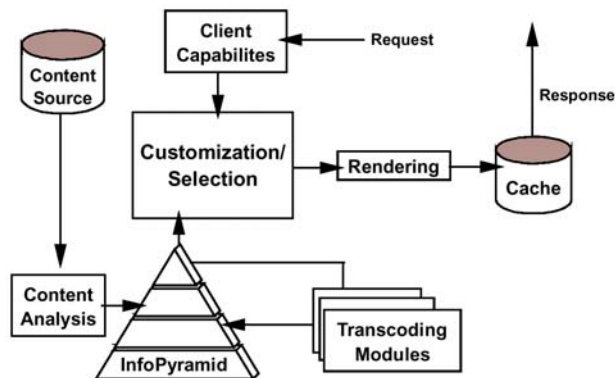 Content
Source
Client
Capabilites
Request
Response
Customization/
Selection
Rendering
Cache
Content
Analysis
InfoPyramid
Transcoding
Modules